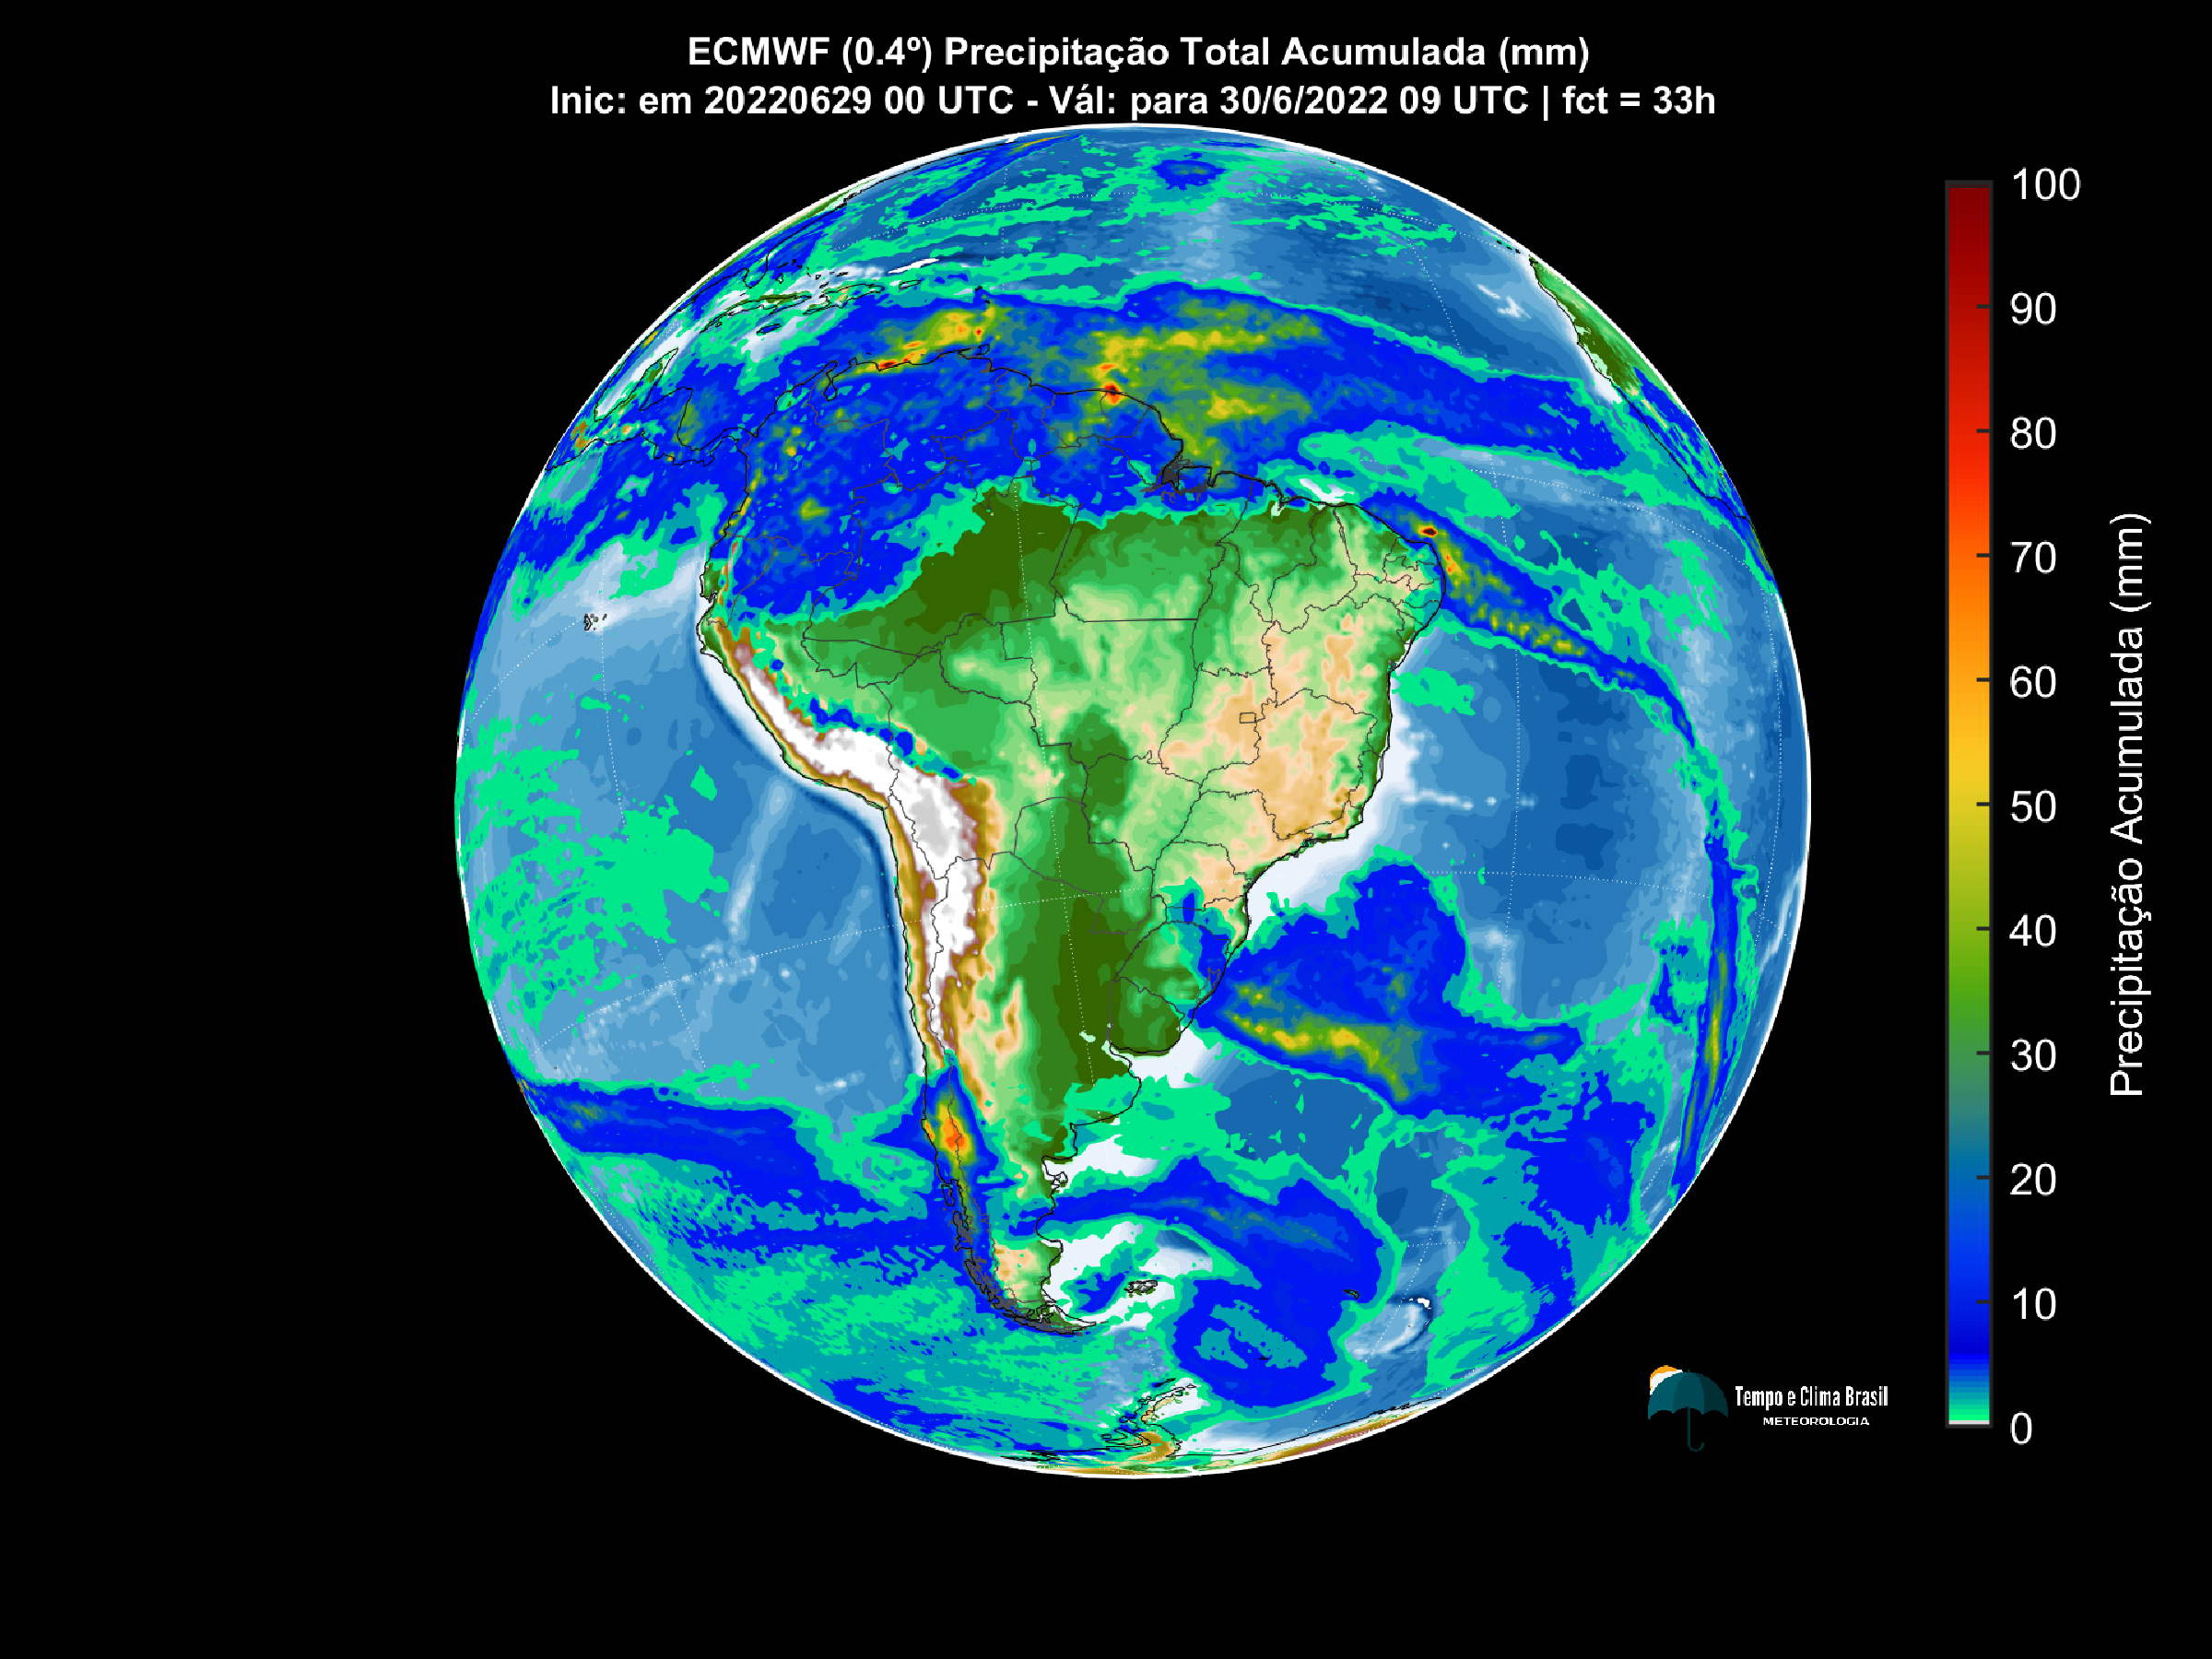 ECMWF (0.4º) Precipitação Total Acumulada (mm)
Inic: em 20220629 00 UTC - Vál: para 30/6/2022 09 UTC | fct = 33h
100
90
80
70
60
50
40
30
20
10
0
Precipitação Acumulada (mm)
Tempo e Clima Brasil
METEOROLOGIA